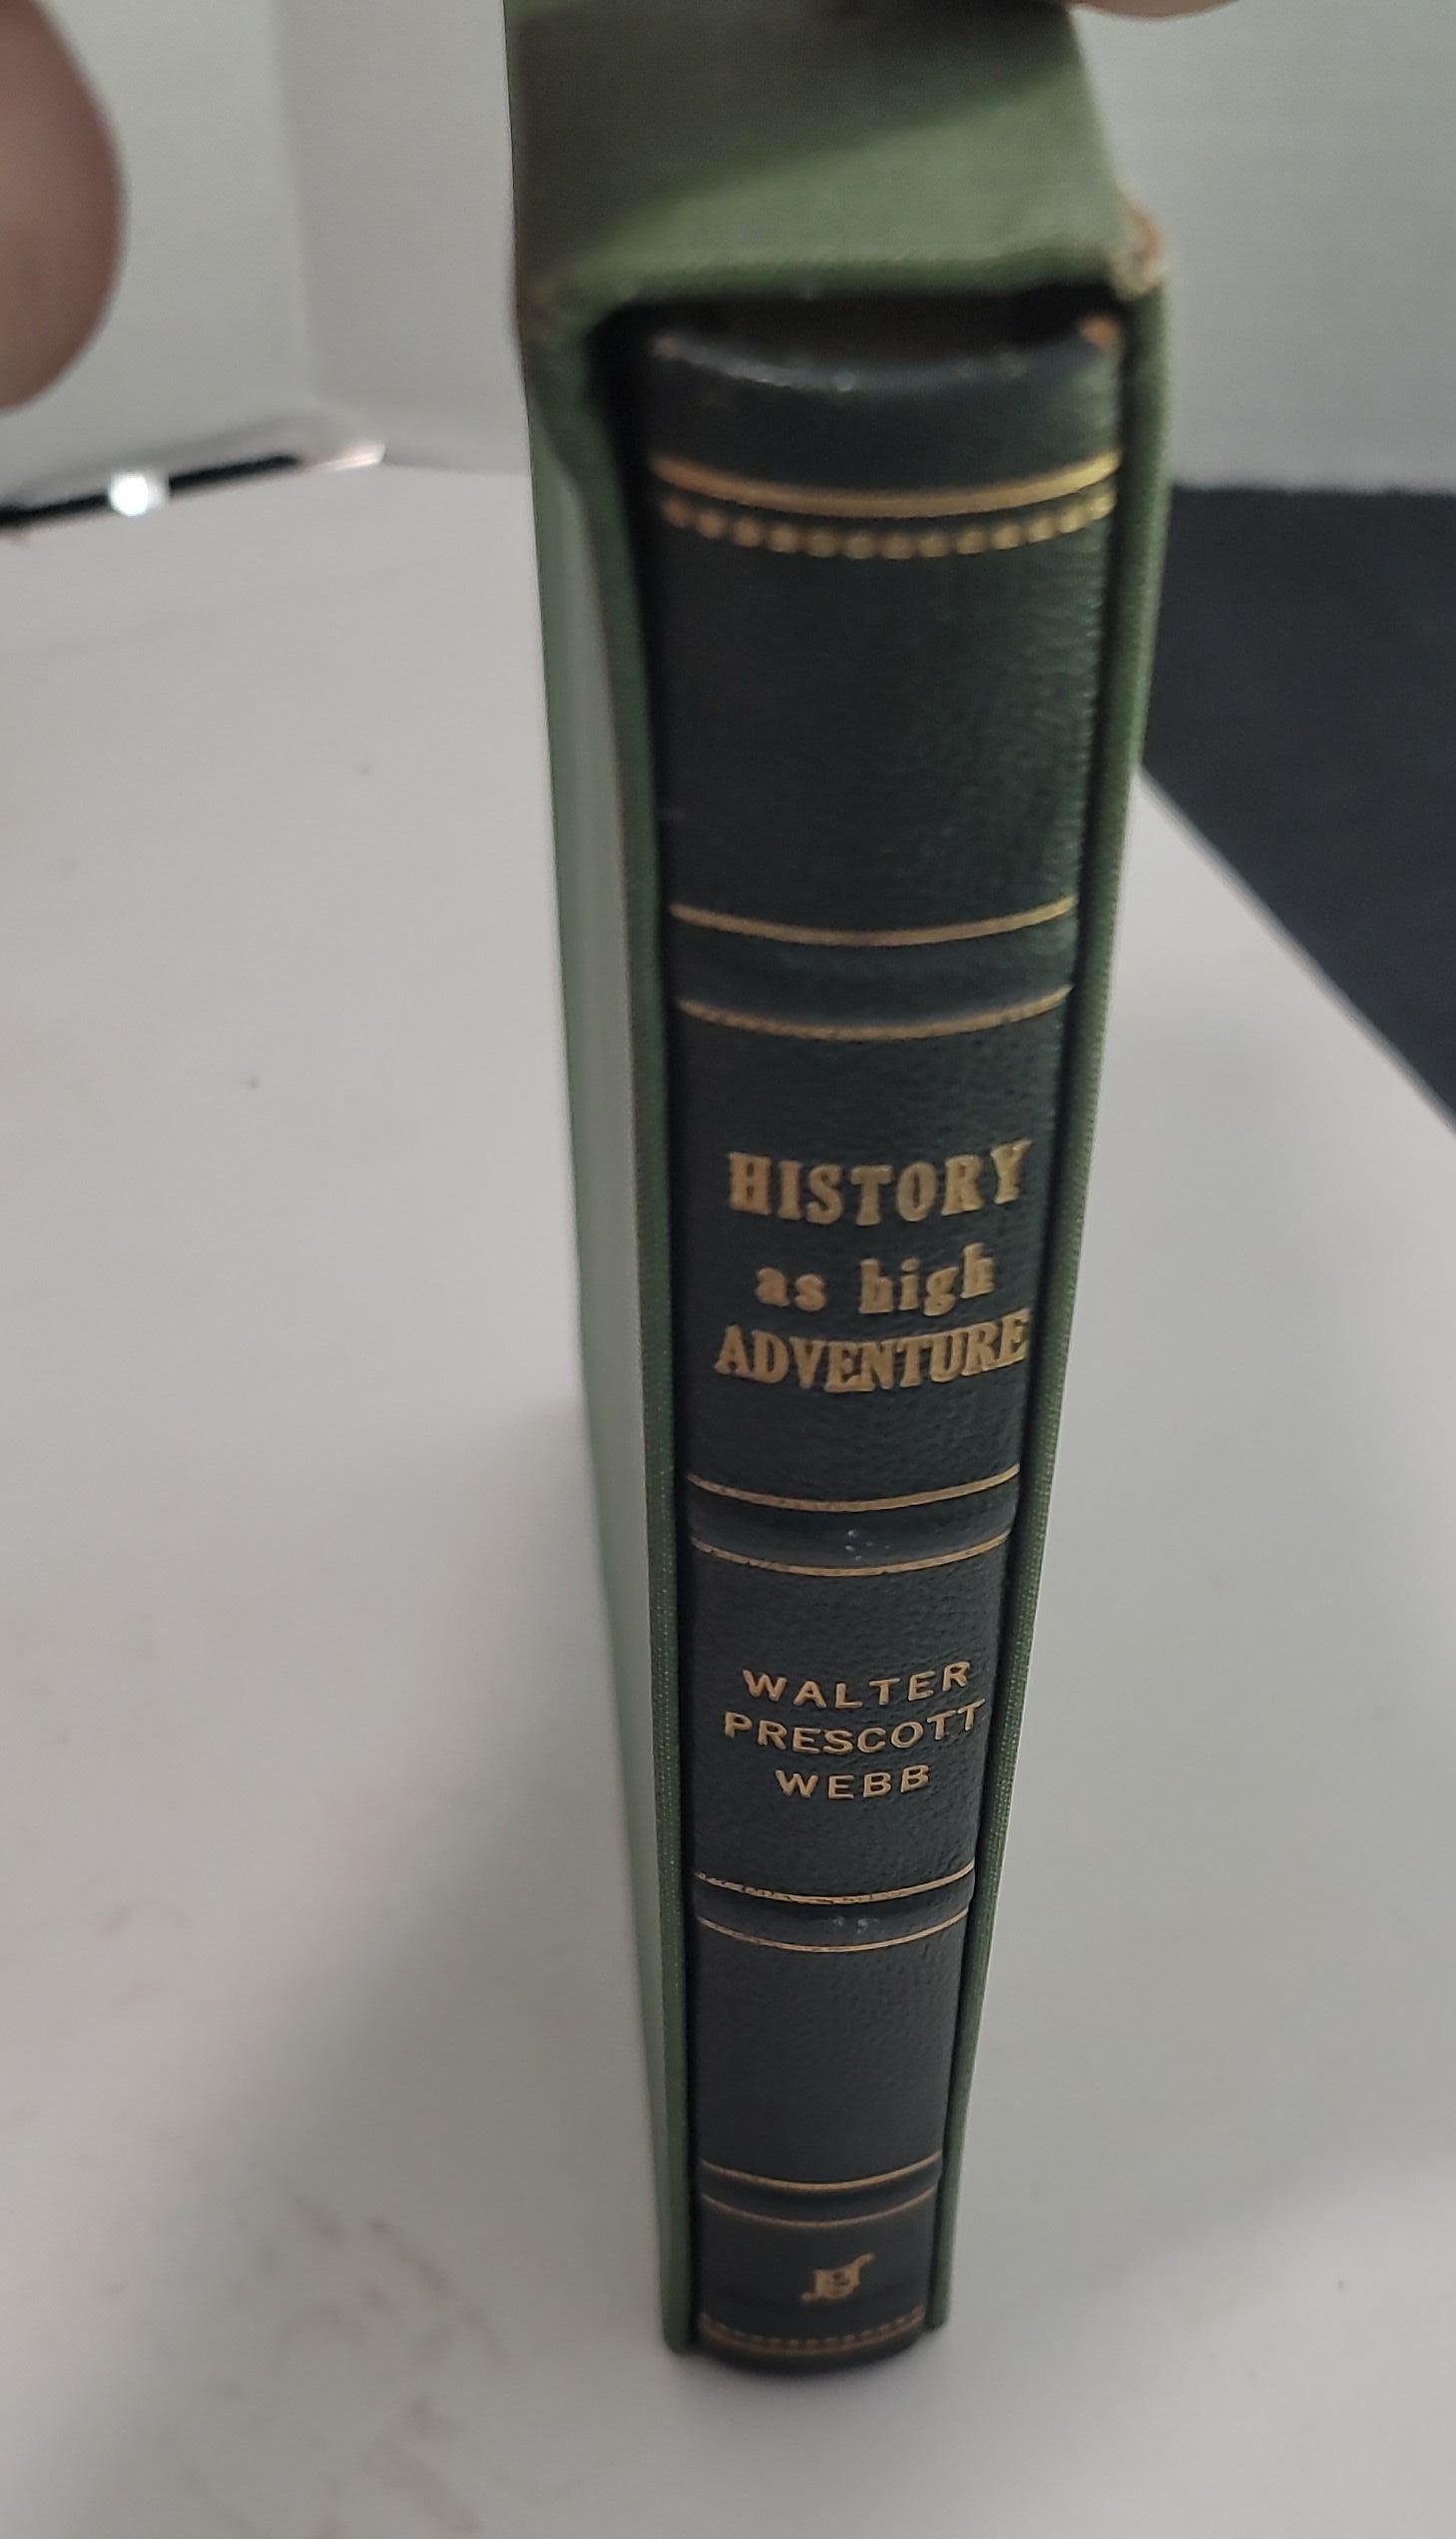 HISTORY
as high
ADVENTURE
WALTER
PRESCOTT
WEBB